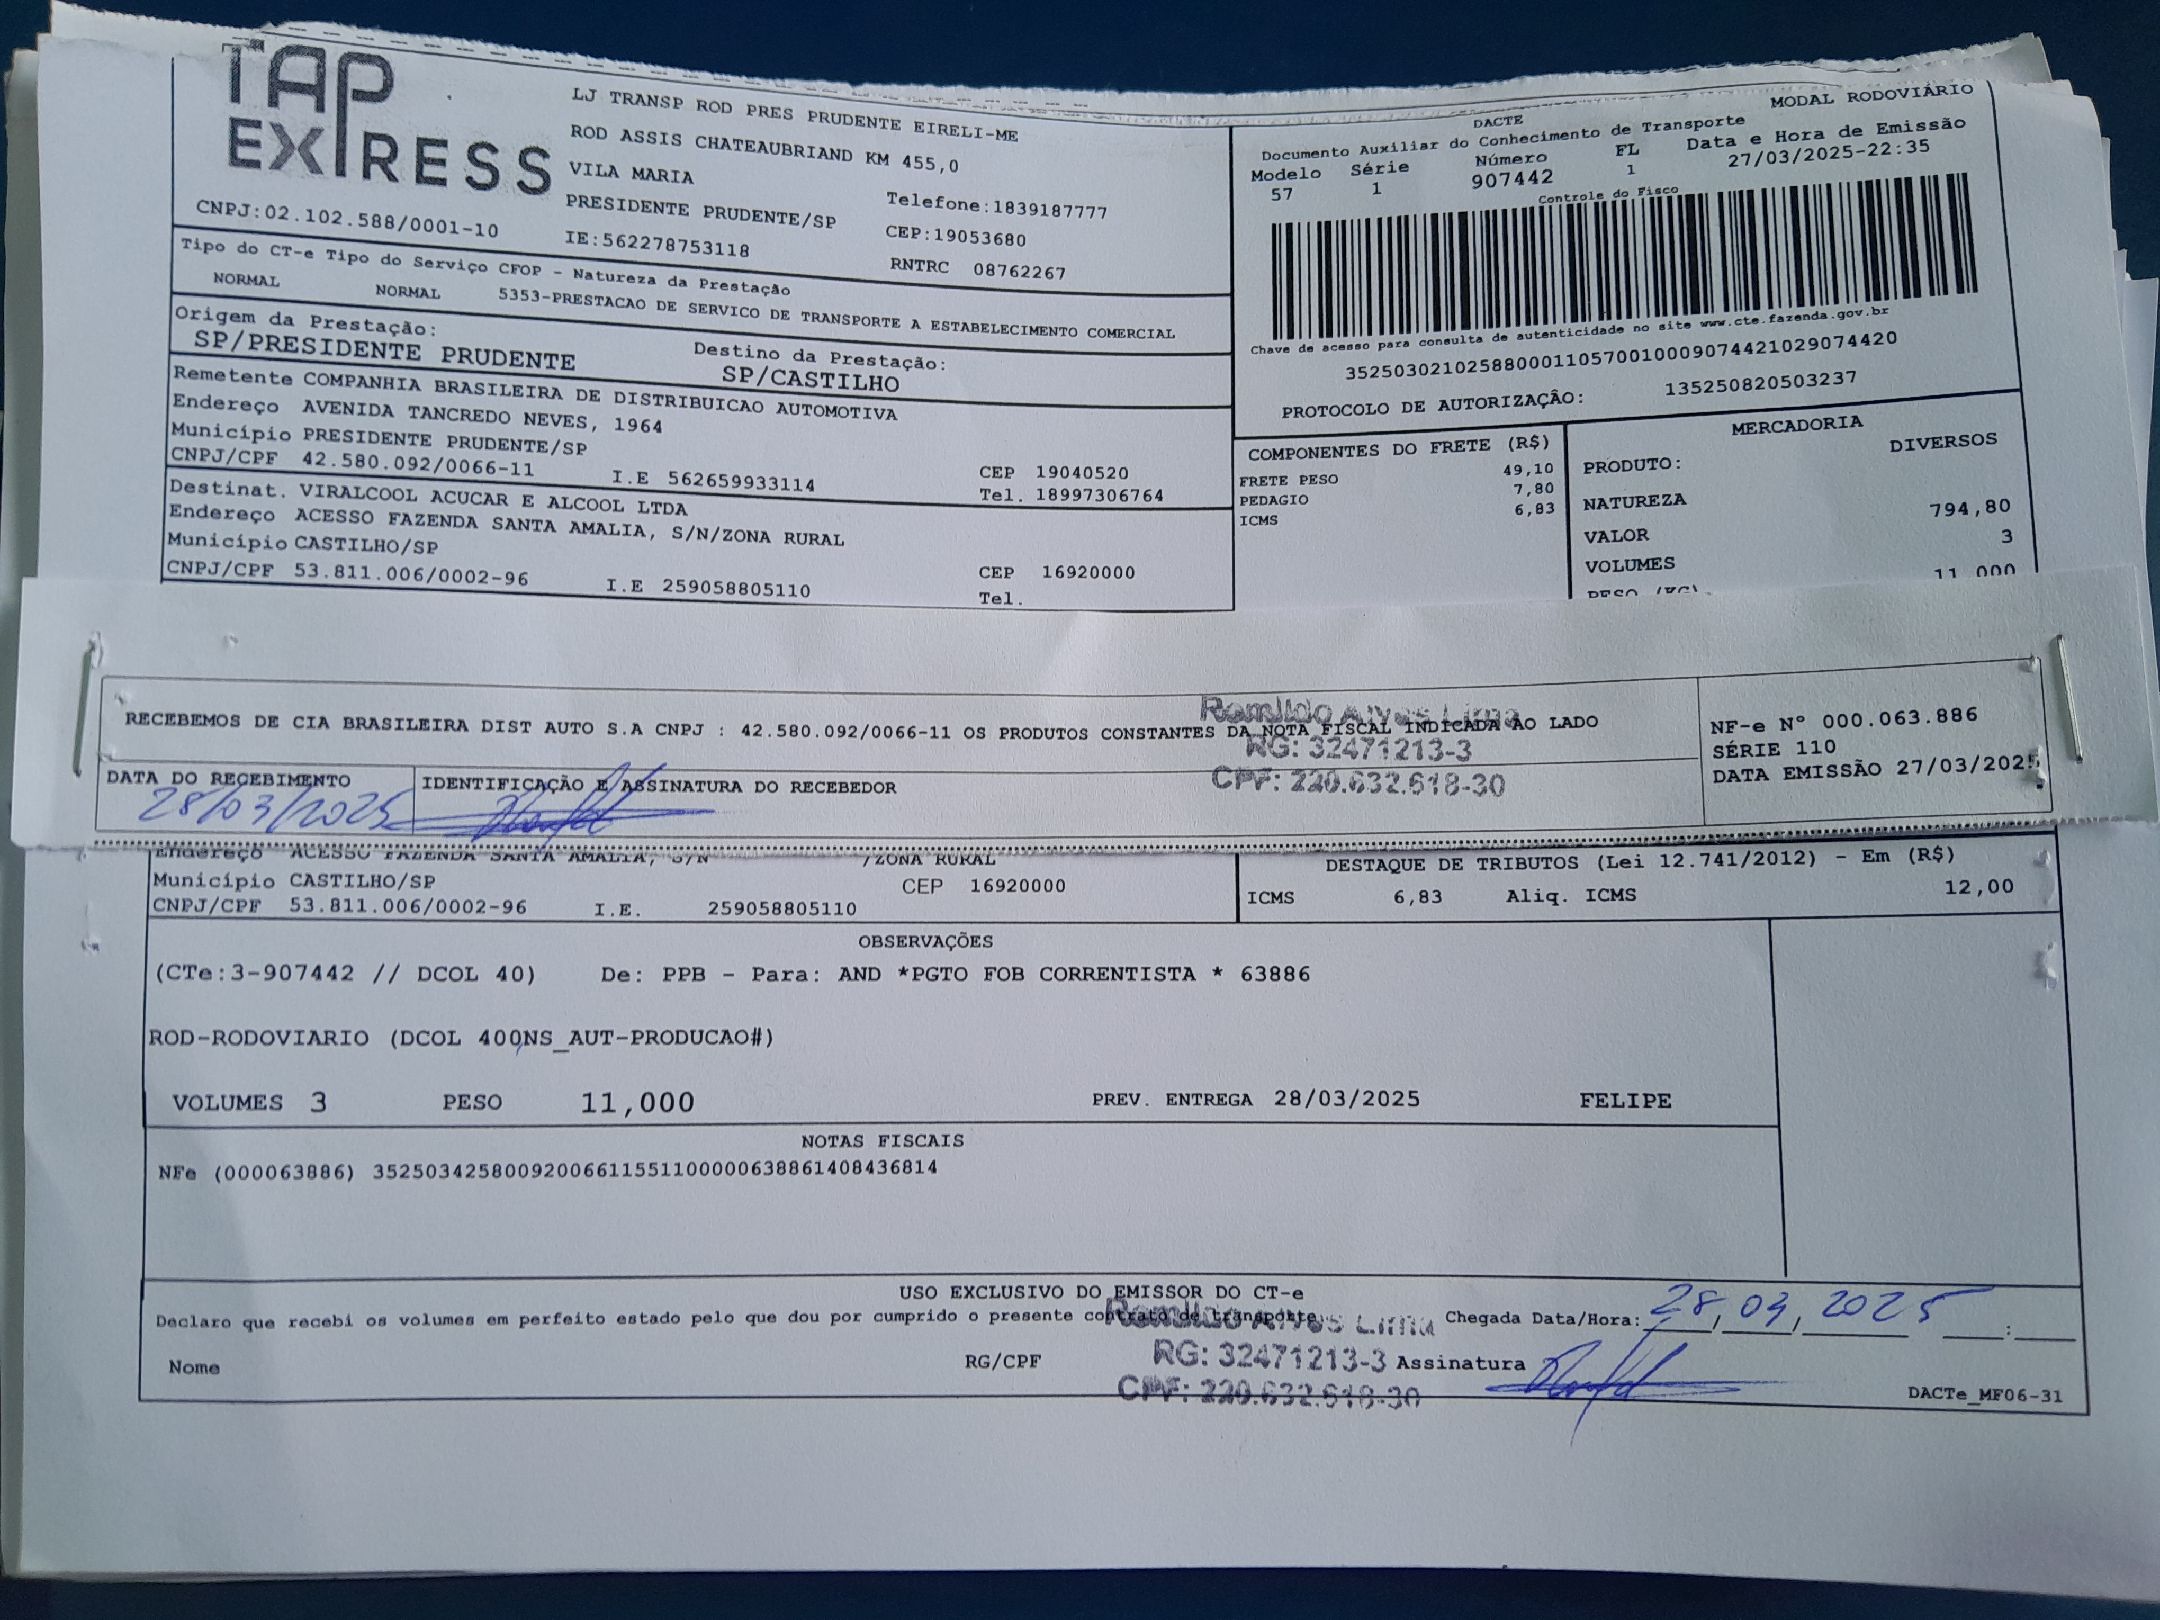 TAP
EXPRESS
CNPJ:02.102.588/0001-10
LJ TRANSP ROD PRES PRUDENTE EIRELI-ME
ROD ASSIS CHATEAUBRIAND KM 455,0
VILA MARIA
PRESIDENTE PRUDENTE/SP Telefone:1839187777
IE:562278753118 CEP:19053680
RNTRC 08762267
MODAL RODOVIÁRIO
DACTE
Documento Auxiliar do Conhecimento de Transporte
Modelo Série Número FL Data e Hora de Emissão
57 1 907442 1 27/03/2025-22:35
Controle do Fisco
Chave de acesso para consulta de autenticidade no site www.cte.fazenda.gov.br
35250302102588000110570010009074421029074420
PROTOCOLO DE AUTORIZAÇÃO: 135250820503237
Tipo do CT-e Tipo do Serviço CFOP - Natureza da Prestação
NORMAL NORMAL 5353-PRESTACAO DE SERVICO DE TRANSPORTE A ESTABELECIMENTO COMERCIAL
Origem da Prestação: Destino da Prestação:
SP/PRESIDENTE PRUDENTE SP/CASTILHO
Remetente COMPANHIA BRASILEIRA DE DISTRIBUICAO AUTOMOTIVA
Endereço AVENIDA TANCREDO NEVES, 1964
Município PRESIDENTE PRUDENTE/SP CEP 19040520
CNPJ/CPF 42.580.092/0066-11 I.E 562659933114 Tel. 18997306764
Destinat. VIRALCOOL ACUCAR E ALCOOL LTDA
Endereço ACESSO FAZENDA SANTA AMALIA, S/N/ZONA RURAL
Município CASTILHO/SP CEP 16920000
CNPJ/CPF 53.811.006/0002-96 I.E 259058805110 Tel.
COMPONENTES DO FRETE (R$)
FRETE PESO 49,10
PEDAGIO 7,80
ICMS 6,83
MERCADORIA
PRODUTO: DIVERSOS
NATUREZA
VALOR 794,80
VOLUMES 3
PESO (KG). 11,000
RECEBEMOS DE CIA BRASILEIRA DIST AUTO S.A CNPJ : 42.580.092/0066-11 OS PRODUTOS CONSTANTES DA NOTA FISCAL INDICADA AO LADO
Romildo Alves Lima
RG: 32471213-3
CPF: 220.632.618-30
NF-e Nº 000.063.886
SÉRIE 110
DATA EMISSÃO 27/03/2025
DATA DO RECEBIMENTO IDENTIFICAÇÃO E ASSINATURA DO RECEBEDOR
28/03/2025
Endereço ACESSO FAZENDA SANTA AMALIA, S/N /ZONA RURAL
Município CASTILHO/SP CEP 16920000
CNPJ/CPF 53.811.006/0002-96 I.E. 259058805110
DESTAQUE DE TRIBUTOS (Lei 12.741/2012) - Em (R$)
ICMS 6,83 Aliq. ICMS 12,00
OBSERVAÇÕES
(CTe:3-907442 // DCOL 40) De: PPB - Para: AND *PGTO FOB CORRENTISTA * 63886
ROD-RODOVIARIO (DCOL 400NS_AUT-PRODUCAO#)
VOLUMES 3 PESO 11,000 PREV. ENTREGA 28/03/2025 FELIPE
NOTAS FISCAIS
NFe (000063886) 35250342580092006611551100000638861408436814
USO EXCLUSIVO DO EMISSOR DO CT-e
Declaro que recebi os volumes em perfeito estado pelo que dou por cumprido o presente contrato de transporte. Chegada Data/Hora: 28, 03, 2025 :
Romildo Alves Lima
RG: 32471213-3
CPF: 220.632.618-30
Nome RG/CPF Assinatura
DACTe_MF06-31